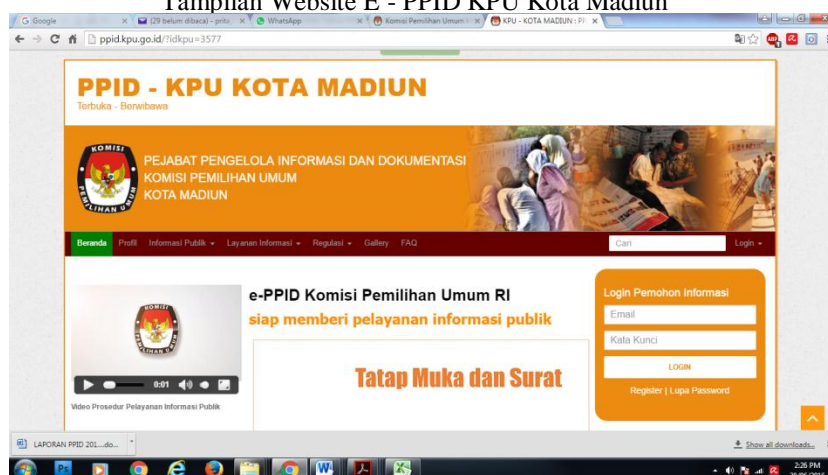 Tampilan Website E - PPID KPU Kota Madiun
Google
(29 belum dibaca) - prita_
WhatsApp
Komisi Pemilihan Umum
KPU - KOTA MADIUN : PP
ppid.kpu.go.id/?idkpu=3577
PPID - KPU KOTA MADIUN
Terbuka - Berwibawa
KOMISI
PEMILIHAN UMUM
PEJABAT PENGELOLA INFORMASI DAN DOKUMENTASI
KOMISI PEMILIHAN UMUM
KOTA MADIUN
Beranda Profil Informasi Publik Layanan Informasi Regulasi Gallery FAQ Cari Login
e-PPID Komisi Pemilihan Umum RI
siap memberi pelayanan informasi publik
Tatap Muka dan Surat
0:01
Video Prosedur Pelayanan Informasi Publik
Login Pemohon Informasi
Email
Kata Kunci
LOGIN
Register | Lupa Password
LAPORAN PPID 201....do...
Show all downloads...
2:26 PM